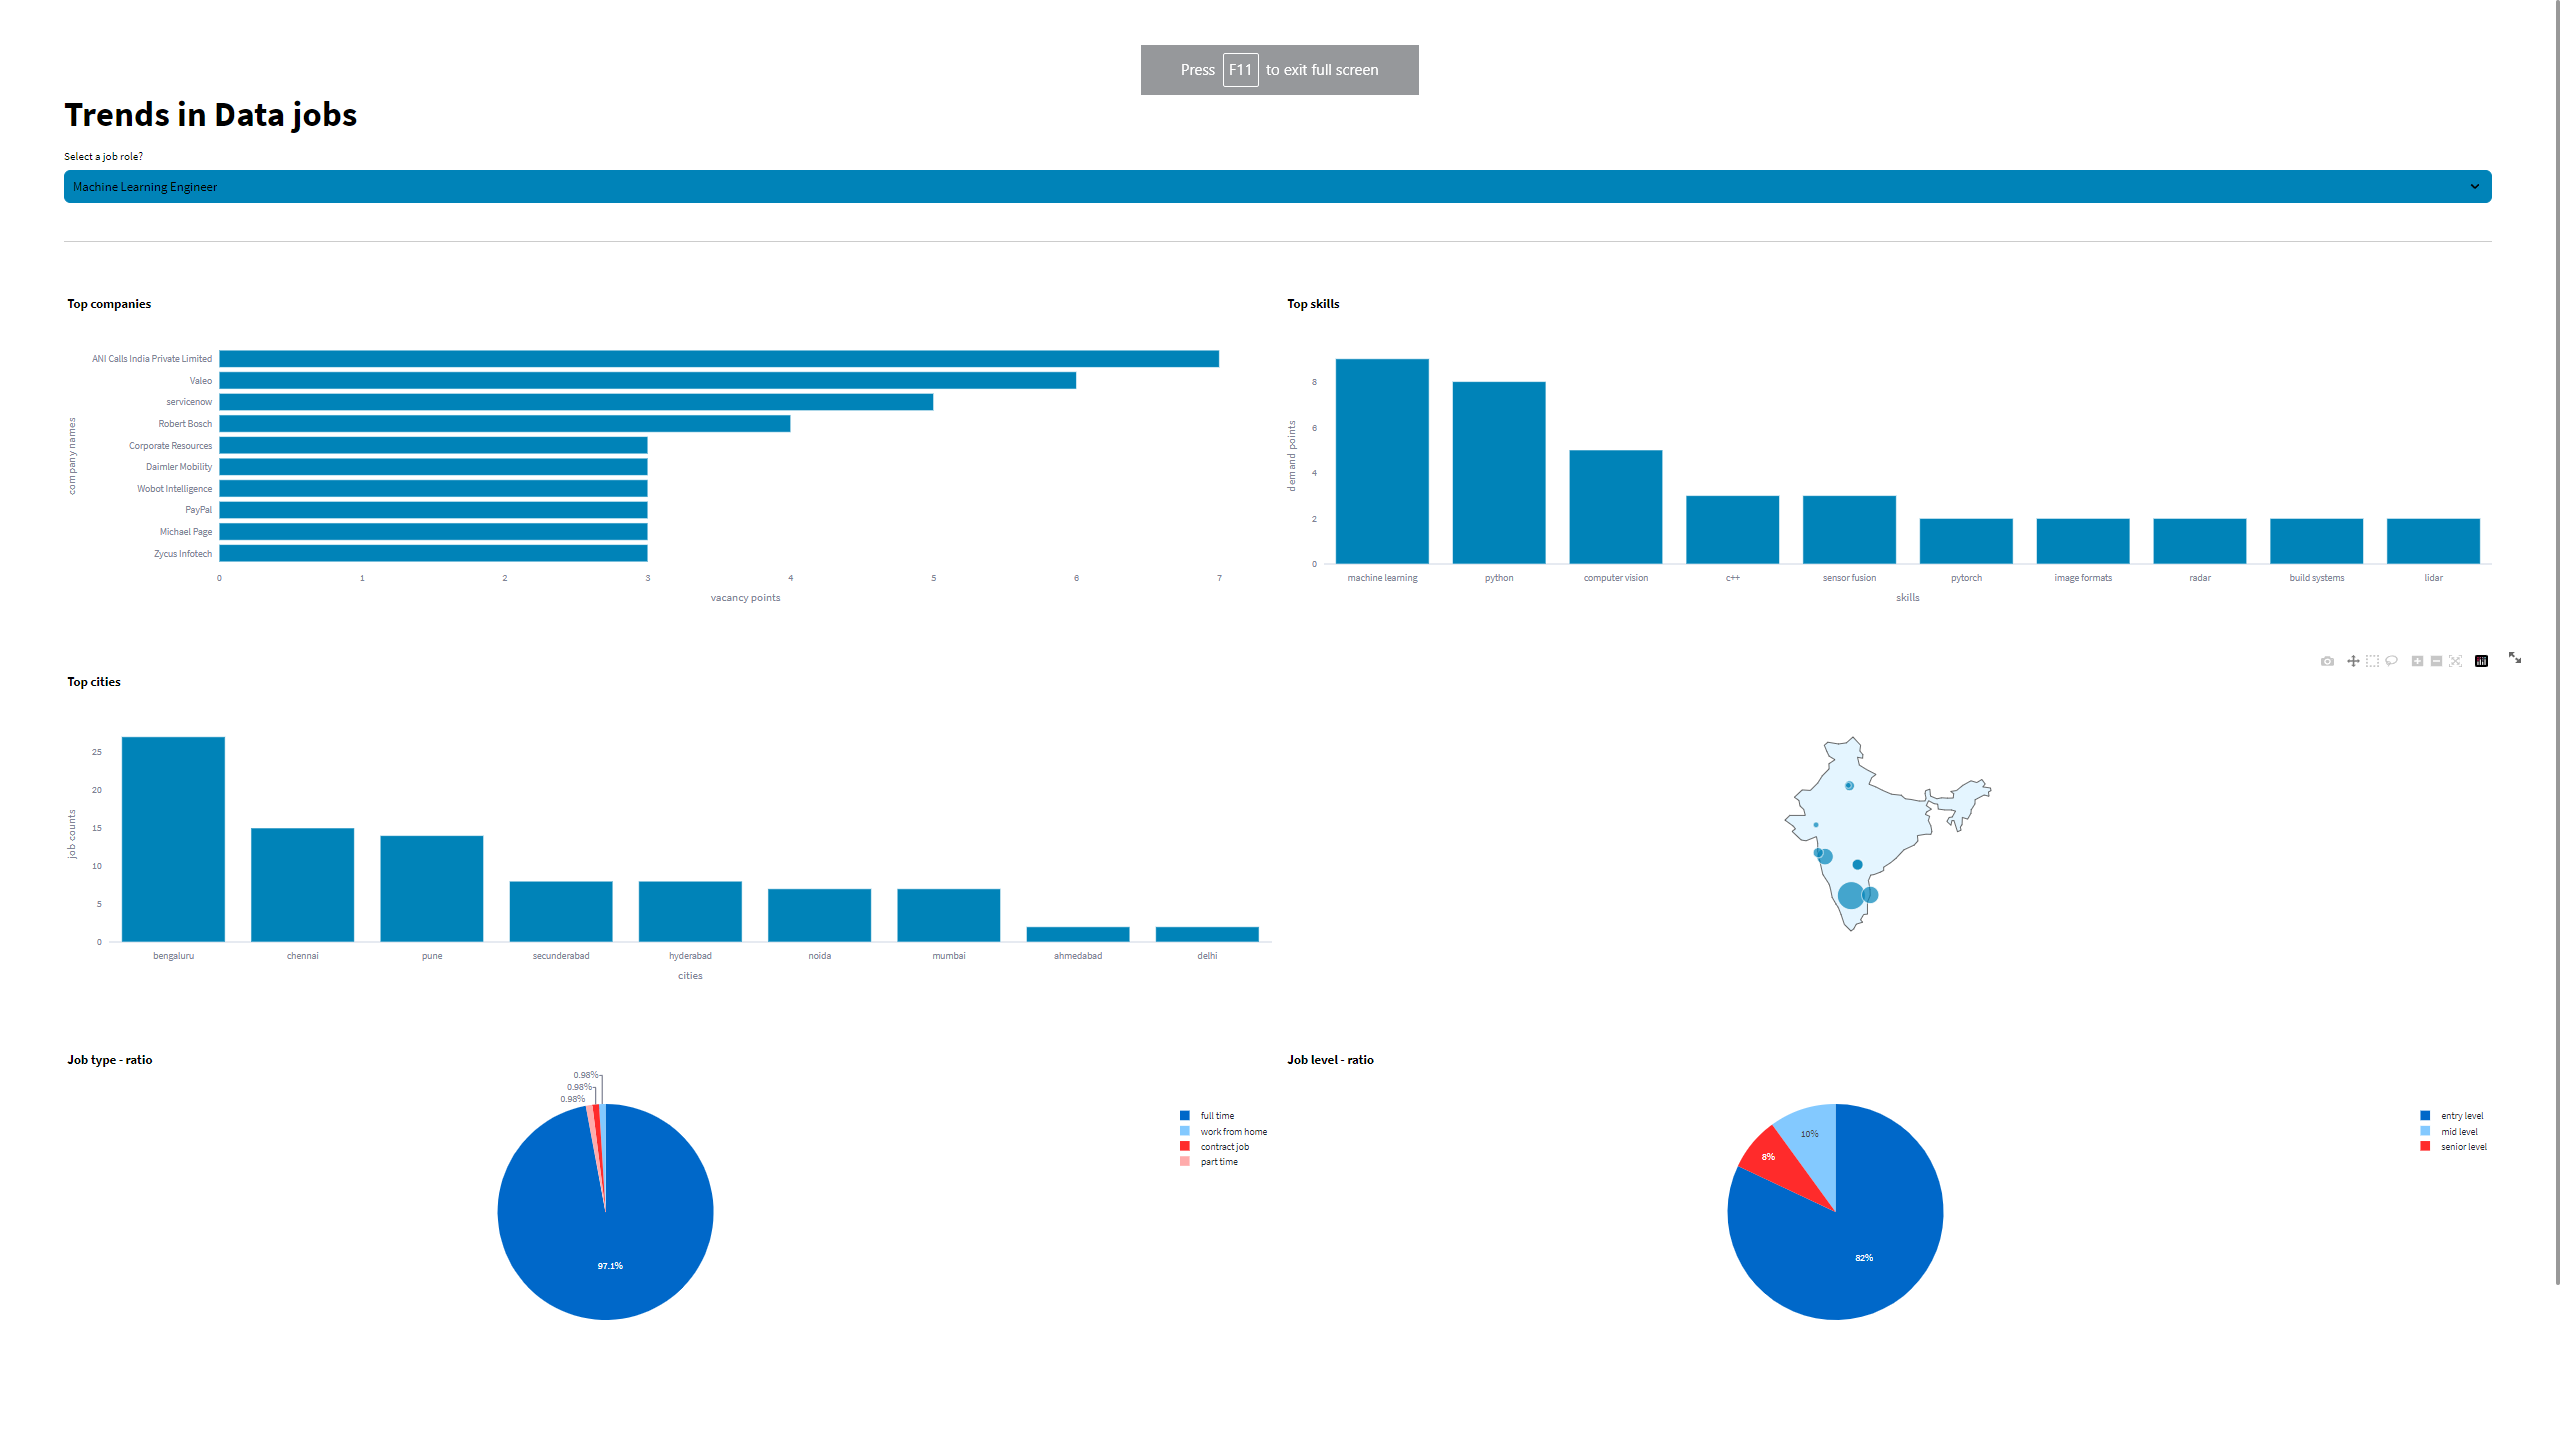 Press F11 to exit full screen
Trends in Data jobs
Select a job role?
Machine Learning Engineer
Top companies
company names
ANI Calls India Private Limited
Valeo
servicenow
Robert Bosch
Corporate Resources
Daimler Mobility
Wobot Intelligence
PayPal
Michael Page
Zycus Infotech
0 1 2 3 4 5 6 7
vacancy points
Top skills
demand points
8
6
4
2
0
machine learning python computer vision c++ sensor fusion pytorch image formats radar build systems lidar
skills
Top cities
job counts
25
20
15
10
5
0
bengaluru chennai pune secunderabad hyderabad noida mumbai ahmedabad delhi
cities
Job type - ratio
0.98%
0.98%
0.98%
97.1%
full time
work from home
contract job
part time
Job level - ratio
10%
8%
82%
entry level
mid level
senior level